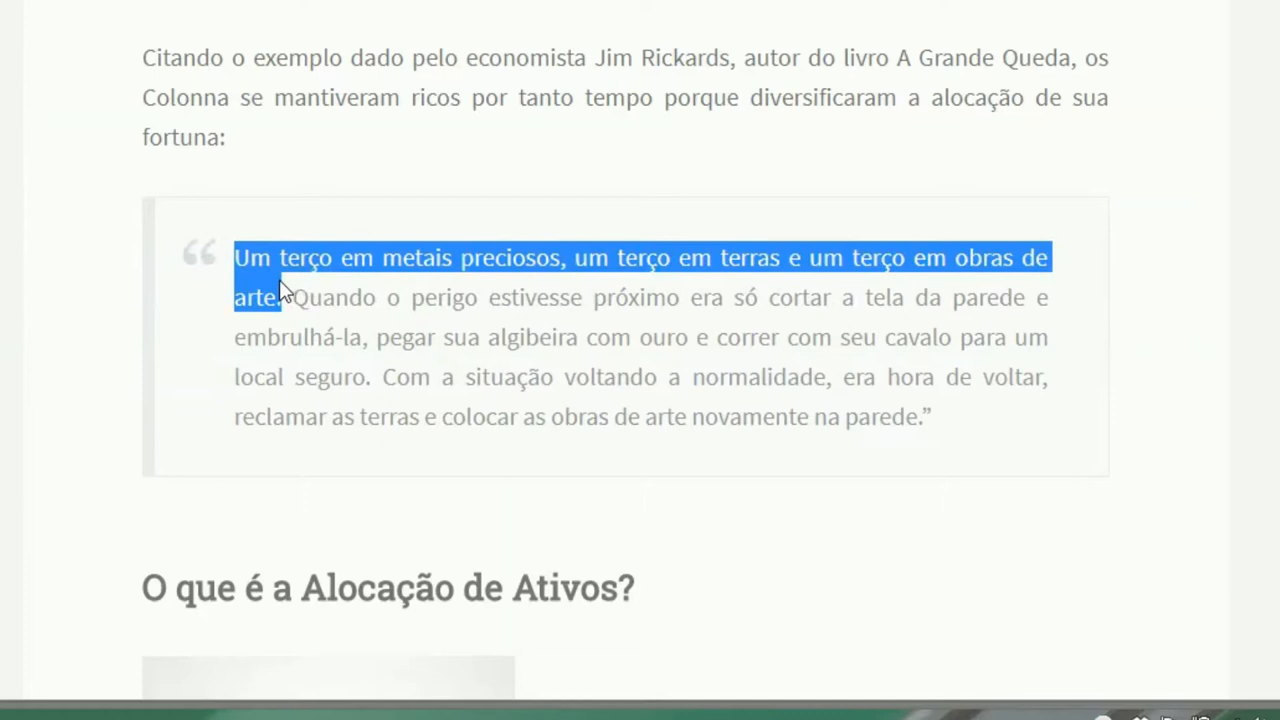 Citando o exemplo dado pelo economista Jim Rickards, autor do livro A Grande Queda, os
Colonna se mantiveram ricos por tanto tempo porque diversificaram a alocação de sua
fortuna:
Um terço em metais preciosos, um terço em terras e um terço em obras de
arte. Quando o perigo estivesse próximo era só cortar a tela da parede e
embrulhá-la, pegar sua algibeira com ouro e correr com seu cavalo para um
local seguro. Com a situação voltando a normalidade, era hora de voltar,
reclamar as terras e colocar as obras de arte novamente na parede.”
O que é a Alocação de Ativos?